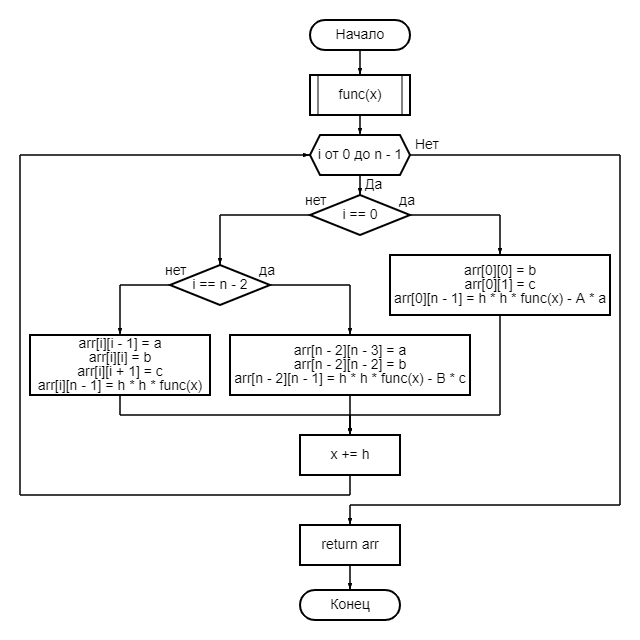 Начало
func(x)
i от 0 до n - 1
Нет
Да
нет
i == 0
да
нет
i == n - 2
да
arr[0][0] = b
arr[0][1] = c
arr[0][n - 1] = h * h * func(x) - A * a
arr[i][i - 1] = a
arr[i][i] = b
arr[i][i + 1] = c
arr[i][n - 1] = h * h * func(x)
arr[n - 2][n - 3] = a
arr[n - 2][n - 2] = b
arr[n - 2][n - 1] = h * h * func(x) - B * c
x += h
return arr
Конец